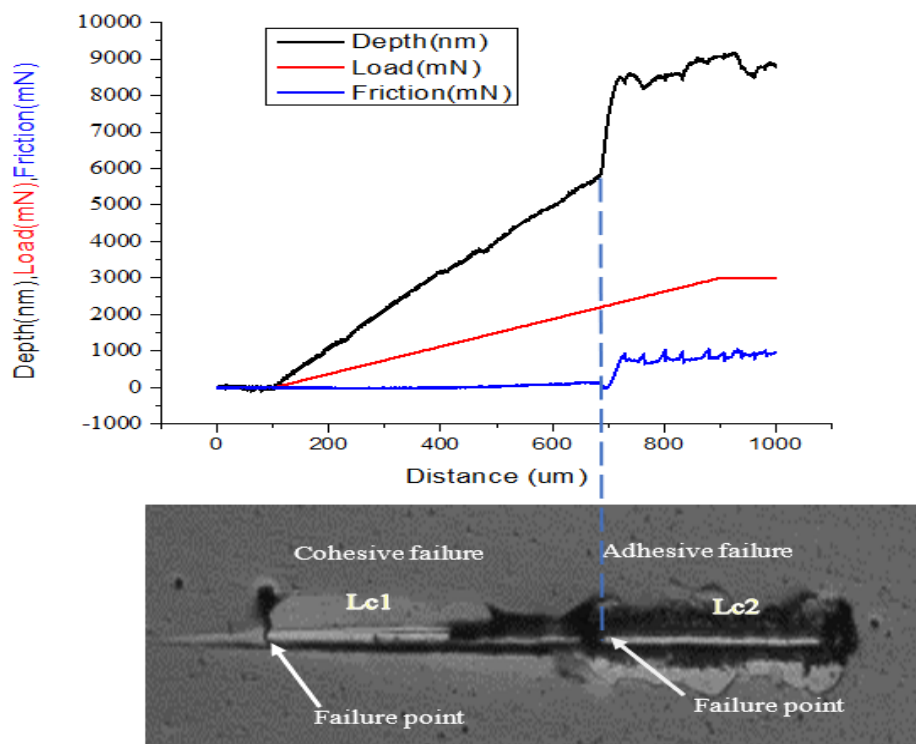 10000
9000
8000
7000
6000
5000
4000
3000
2000
1000
0
-1000
Depth(nm),Load(mN),Friction(mN)
Depth(nm)
Load(mN)
Friction(mN)
0 200 400 600 800 1000
Distance (um)
Cohesive failure
Adhesive failure
Lc1
Lc2
Failure point
Failure point